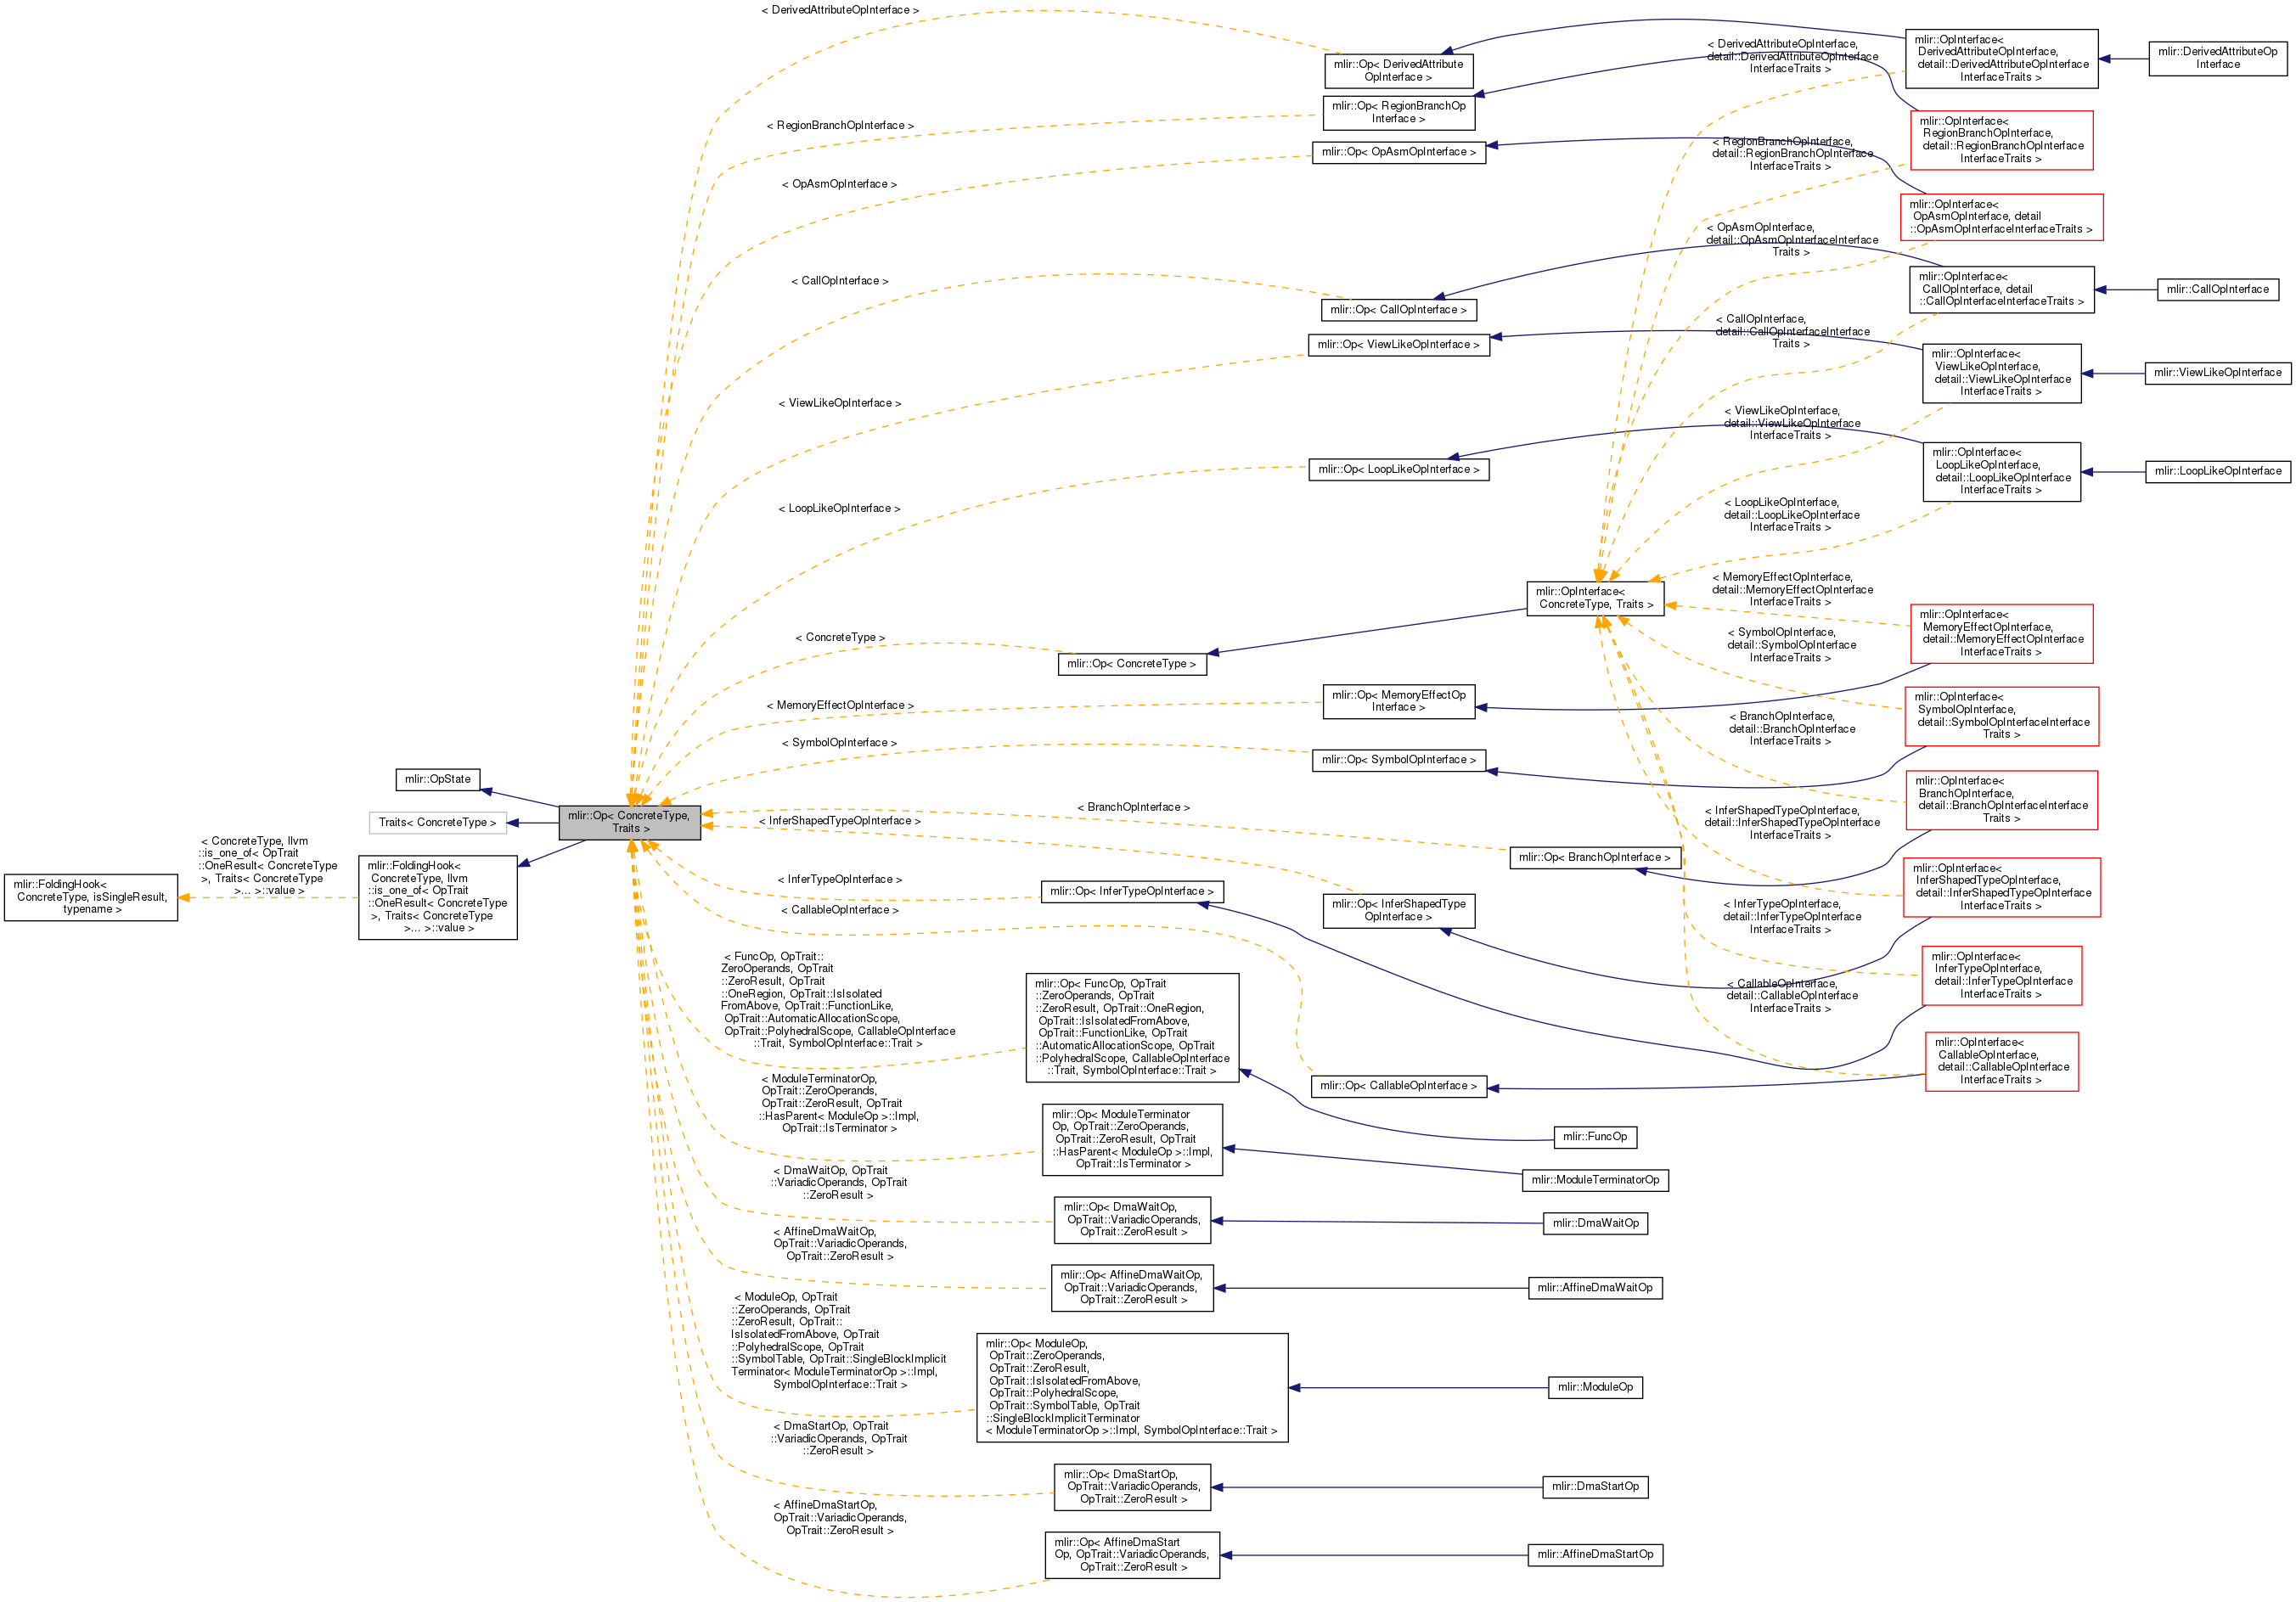 mlir::FoldingHook<
ConcreteType, isSingleResult,
typename >
< ConcreteType, llvm
::is_one_of< OpTrait
::OneResult< ConcreteType
>, Traits< ConcreteType
>... >::value >
mlir::OpState
Traits< ConcreteType >
mlir::FoldingHook<
ConcreteType, llvm
::is_one_of< OpTrait
::OneResult< ConcreteType
>, Traits< ConcreteType
>... >::value >
mlir::Op< ConcreteType,
Traits >
< DerivedAttributeOpInterface >
< RegionBranchOpInterface >
< OpAsmOpInterface >
< CallOpInterface >
< ViewLikeOpInterface >
< LoopLikeOpInterface >
< ConcreteType >
< MemoryEffectOpInterface >
< SymbolOpInterface >
< BranchOpInterface >
< InferShapedTypeOpInterface >
< InferTypeOpInterface >
< CallableOpInterface >
< FuncOp, OpTrait::
ZeroOperands, OpTrait
::ZeroResult, OpTrait
::OneRegion, OpTrait::IsIsolated
FromAbove, OpTrait::FunctionLike,
OpTrait::AutomaticAllocationScope,
OpTrait::PolyhedralScope, CallableOpInterface
::Trait, SymbolOpInterface::Trait >
< ModuleTerminatorOp,
OpTrait::ZeroOperands,
OpTrait::ZeroResult, OpTrait
::HasParent< ModuleOp >::Impl,
OpTrait::IsTerminator >
< DmaWaitOp, OpTrait
::VariadicOperands, OpTrait
::ZeroResult >
< AffineDmaWaitOp,
OpTrait::VariadicOperands,
OpTrait::ZeroResult >
< ModuleOp, OpTrait
::ZeroOperands, OpTrait
::ZeroResult, OpTrait::
IsIsolatedFromAbove, OpTrait
::PolyhedralScope, OpTrait
::SymbolTable, OpTrait::SingleBlockImplicit
Terminator< ModuleTerminatorOp >::Impl,
SymbolOpInterface::Trait >
< DmaStartOp, OpTrait
::VariadicOperands, OpTrait
::ZeroResult >
< AffineDmaStartOp,
OpTrait::VariadicOperands,
OpTrait::ZeroResult >
mlir::Op< DerivedAttribute
OpInterface >
mlir::Op< RegionBranchOp
Interface >
mlir::Op< OpAsmOpInterface >
mlir::Op< CallOpInterface >
mlir::Op< ViewLikeOpInterface >
mlir::Op< LoopLikeOpInterface >
mlir::Op< ConcreteType >
mlir::Op< MemoryEffectOp
Interface >
mlir::Op< SymbolOpInterface >
mlir::Op< BranchOpInterface >
mlir::Op< InferTypeOpInterface >
mlir::Op< InferShapedType
OpInterface >
mlir::Op< FuncOp, OpTrait
::ZeroOperands, OpTrait
::ZeroResult, OpTrait::OneRegion,
OpTrait::IsIsolatedFromAbove,
OpTrait::FunctionLike, OpTrait
::AutomaticAllocationScope, OpTrait
::PolyhedralScope, CallableOpInterface
::Trait, SymbolOpInterface::Trait >
mlir::Op< CallableOpInterface >
mlir::Op< ModuleTerminator
Op, OpTrait::ZeroOperands,
OpTrait::ZeroResult, OpTrait
::HasParent< ModuleOp >::Impl,
OpTrait::IsTerminator >
mlir::Op< DmaWaitOp,
OpTrait::VariadicOperands,
OpTrait::ZeroResult >
mlir::Op< AffineDmaWaitOp,
OpTrait::VariadicOperands,
OpTrait::ZeroResult >
mlir::Op< ModuleOp,
OpTrait::ZeroOperands,
OpTrait::ZeroResult,
OpTrait::IsIsolatedFromAbove,
OpTrait::PolyhedralScope,
OpTrait::SymbolTable, OpTrait
::SingleBlockImplicitTerminator
< ModuleTerminatorOp >::Impl, SymbolOpInterface::Trait >
mlir::Op< DmaStartOp,
OpTrait::VariadicOperands,
OpTrait::ZeroResult >
mlir::Op< AffineDmaStart
Op, OpTrait::VariadicOperands,
OpTrait::ZeroResult >
mlir::OpInterface<
ConcreteType, Traits >
mlir::FuncOp
mlir::ModuleTerminatorOp
mlir::DmaWaitOp
mlir::AffineDmaWaitOp
mlir::ModuleOp
mlir::DmaStartOp
mlir::AffineDmaStartOp
< DerivedAttributeOpInterface,
detail::DerivedAttributeOpInterface
InterfaceTraits >
< RegionBranchOpInterface,
detail::RegionBranchOpInterface
InterfaceTraits >
< OpAsmOpInterface,
detail::OpAsmOpInterfaceInterface
Traits >
< CallOpInterface,
detail::CallOpInterfaceInterface
Traits >
< ViewLikeOpInterface,
detail::ViewLikeOpInterface
InterfaceTraits >
< LoopLikeOpInterface,
detail::LoopLikeOpInterface
InterfaceTraits >
< MemoryEffectOpInterface,
detail::MemoryEffectOpInterface
InterfaceTraits >
< SymbolOpInterface,
detail::SymbolOpInterface
InterfaceTraits >
< BranchOpInterface,
detail::BranchOpInterface
InterfaceTraits >
< InferShapedTypeOpInterface,
detail::InferShapedTypeOpInterface
InterfaceTraits >
< InferTypeOpInterface,
detail::InferTypeOpInterface
InterfaceTraits >
< CallableOpInterface,
detail::CallableOpInterface
InterfaceTraits >
mlir::OpInterface<
DerivedAttributeOpInterface,
detail::DerivedAttributeOpInterface
InterfaceTraits >
mlir::OpInterface<
RegionBranchOpInterface,
detail::RegionBranchOpInterface
InterfaceTraits >
mlir::OpInterface<
OpAsmOpInterface, detail
::OpAsmOpInterfaceInterfaceTraits >
mlir::OpInterface<
CallOpInterface, detail
::CallOpInterfaceInterfaceTraits >
mlir::OpInterface<
ViewLikeOpInterface,
detail::ViewLikeOpInterface
InterfaceTraits >
mlir::OpInterface<
LoopLikeOpInterface,
detail::LoopLikeOpInterface
InterfaceTraits >
mlir::OpInterface<
MemoryEffectOpInterface,
detail::MemoryEffectOpInterface
InterfaceTraits >
mlir::OpInterface<
SymbolOpInterface,
detail::SymbolOpInterfaceInterface
Traits >
mlir::OpInterface<
BranchOpInterface,
detail::BranchOpInterfaceInterface
Traits >
mlir::OpInterface<
InferShapedTypeOpInterface,
detail::InferShapedTypeOpInterface
InterfaceTraits >
mlir::OpInterface<
InferTypeOpInterface,
detail::InferTypeOpInterface
InterfaceTraits >
mlir::OpInterface<
CallableOpInterface,
detail::CallableOpInterface
InterfaceTraits >
mlir::DerivedAttributeOp
Interface
mlir::CallOpInterface
mlir::ViewLikeOpInterface
mlir::LoopLikeOpInterface